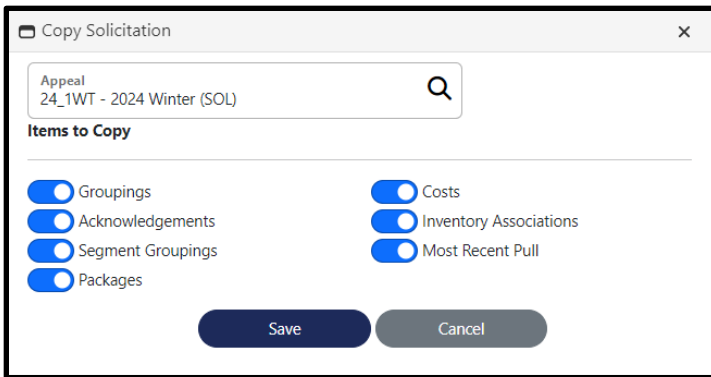 Copy Solicitation
Appeal
24_1WT - 2024 Winter (SOL)
Items to Copy
Groupings
Costs
Acknowledgements
Inventory Associations
Segment Groupings
Most Recent Pull
Packages
Save
Cancel